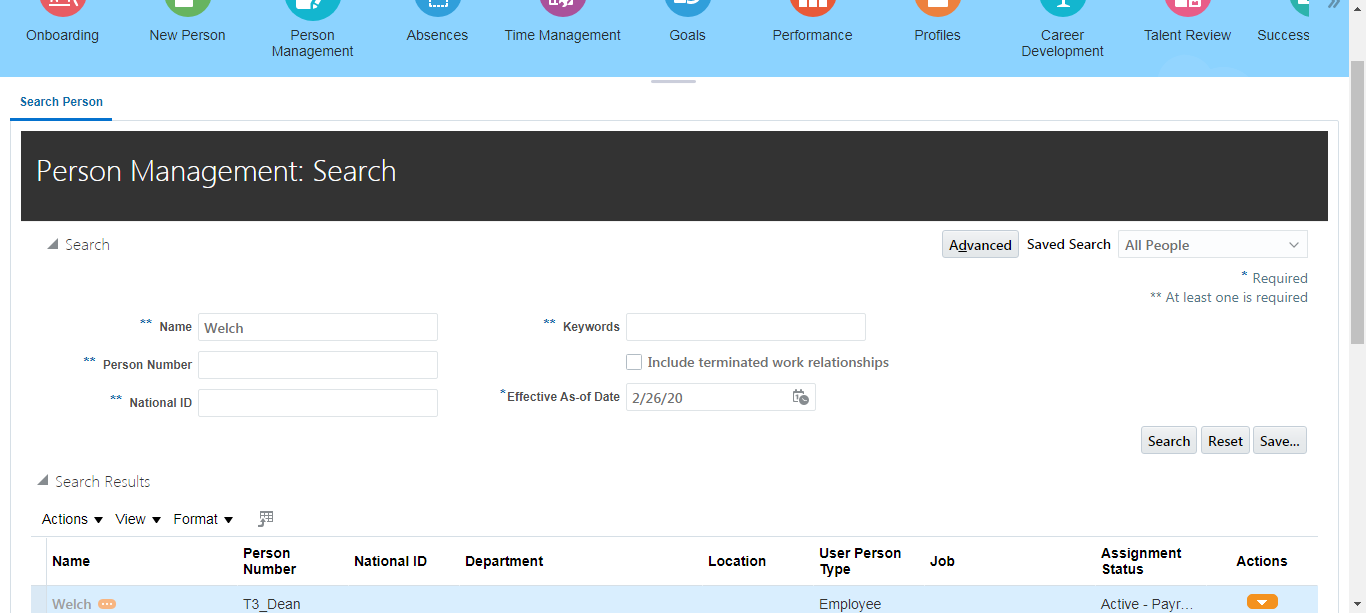 Onboarding New Person Person Management Absences Time Management Goals Performance Profiles Career Development Talent Review Success
Search Person
Person Management: Search
Search
Advanced Saved Search All People
* Required
** At least one is required
** Name Welch ** Keywords
** Person Number Include terminated work relationships
** National ID *Effective As-of Date 2/26/20
Search Reset Save...
Search Results
Actions View Format
Name Person Number National ID Department Location User Person Type Job Assignment Status Actions
Welch T3_Dean Employee Active - Payr...